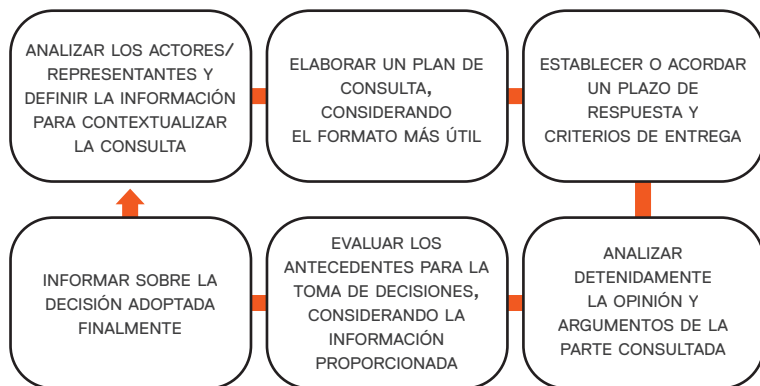 ANALIZAR LOS ACTORES/
REPRESENTANTES Y
DEFINIR LA INFORMACIÓN
PARA CONTEXTUALIZAR
LA CONSULTA
ELABORAR UN PLAN DE
CONSULTA,
CONSIDERANDO
EL FORMATO MÁS ÚTIL
ESTABLECER O ACORDAR
UN PLAZO DE
RESPUESTA Y
CRITERIOS DE ENTREGA
ANALIZAR
DETENIDAMENTE
LA OPINIÓN Y
ARGUMENTOS DE LA
PARTE CONSULTADA
EVALUAR LOS
ANTECEDENTES PARA LA
TOMA DE DECISIONES,
CONSIDERANDO LA
INFORMACIÓN
PROPORCIONADA
INFORMAR SOBRE LA
DECISIÓN ADOPTADA
FINALMENTE